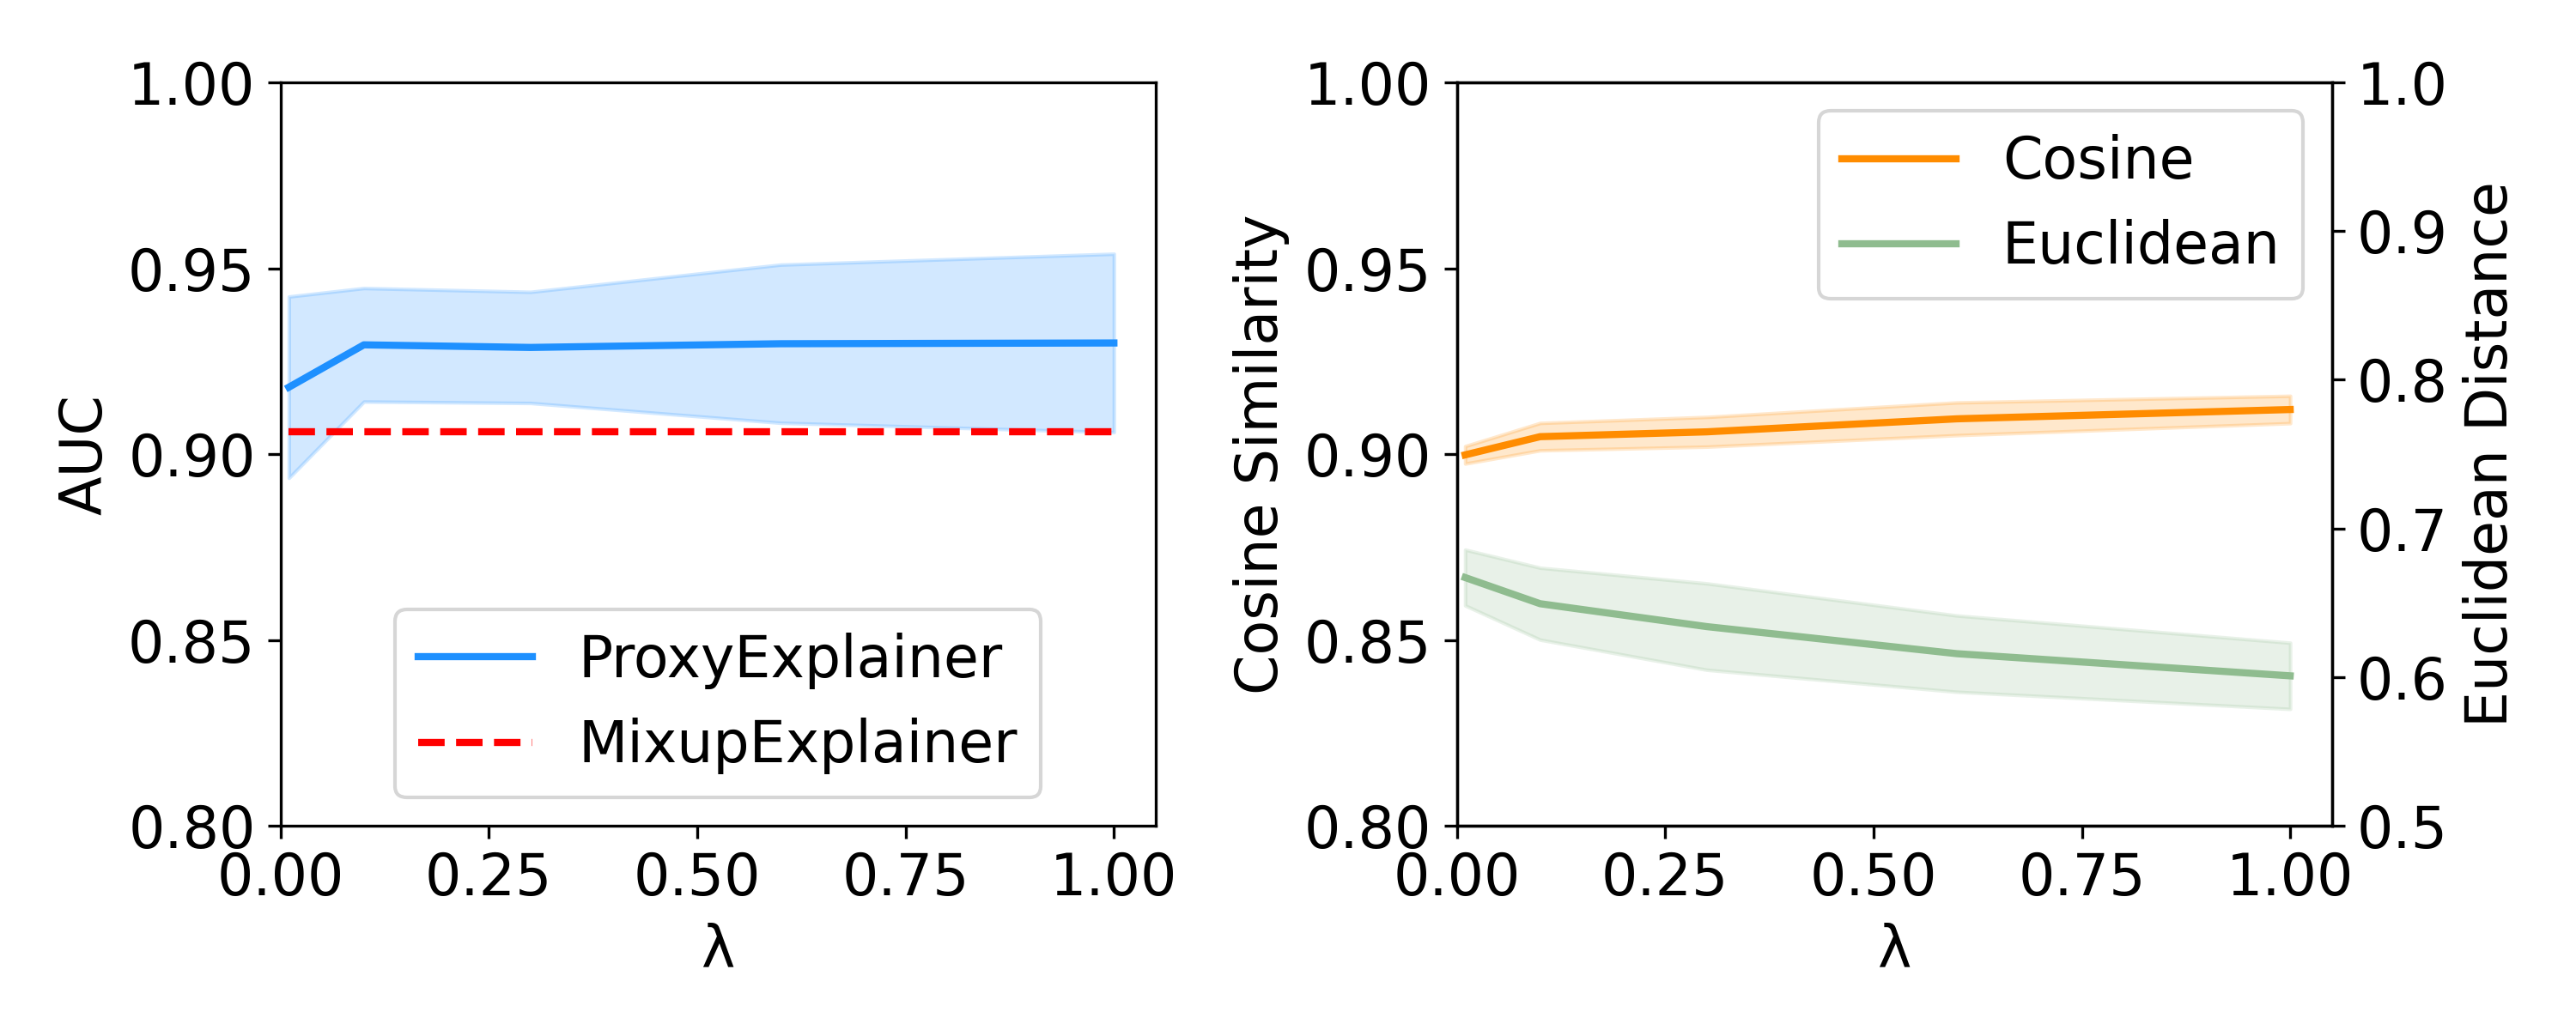 AUC
1.00
0.95
0.90
0.85
0.80
0.00 0.25 0.50 0.75 1.00
λ
ProxyExplainer
MixupExplainer
Cosine Similarity
1.00
0.95
0.90
0.85
0.80
0.00 0.25 0.50 0.75 1.00
λ
Cosine
Euclidean
1.0
0.9
0.8
0.7
0.6
0.5
Euclidean Distance